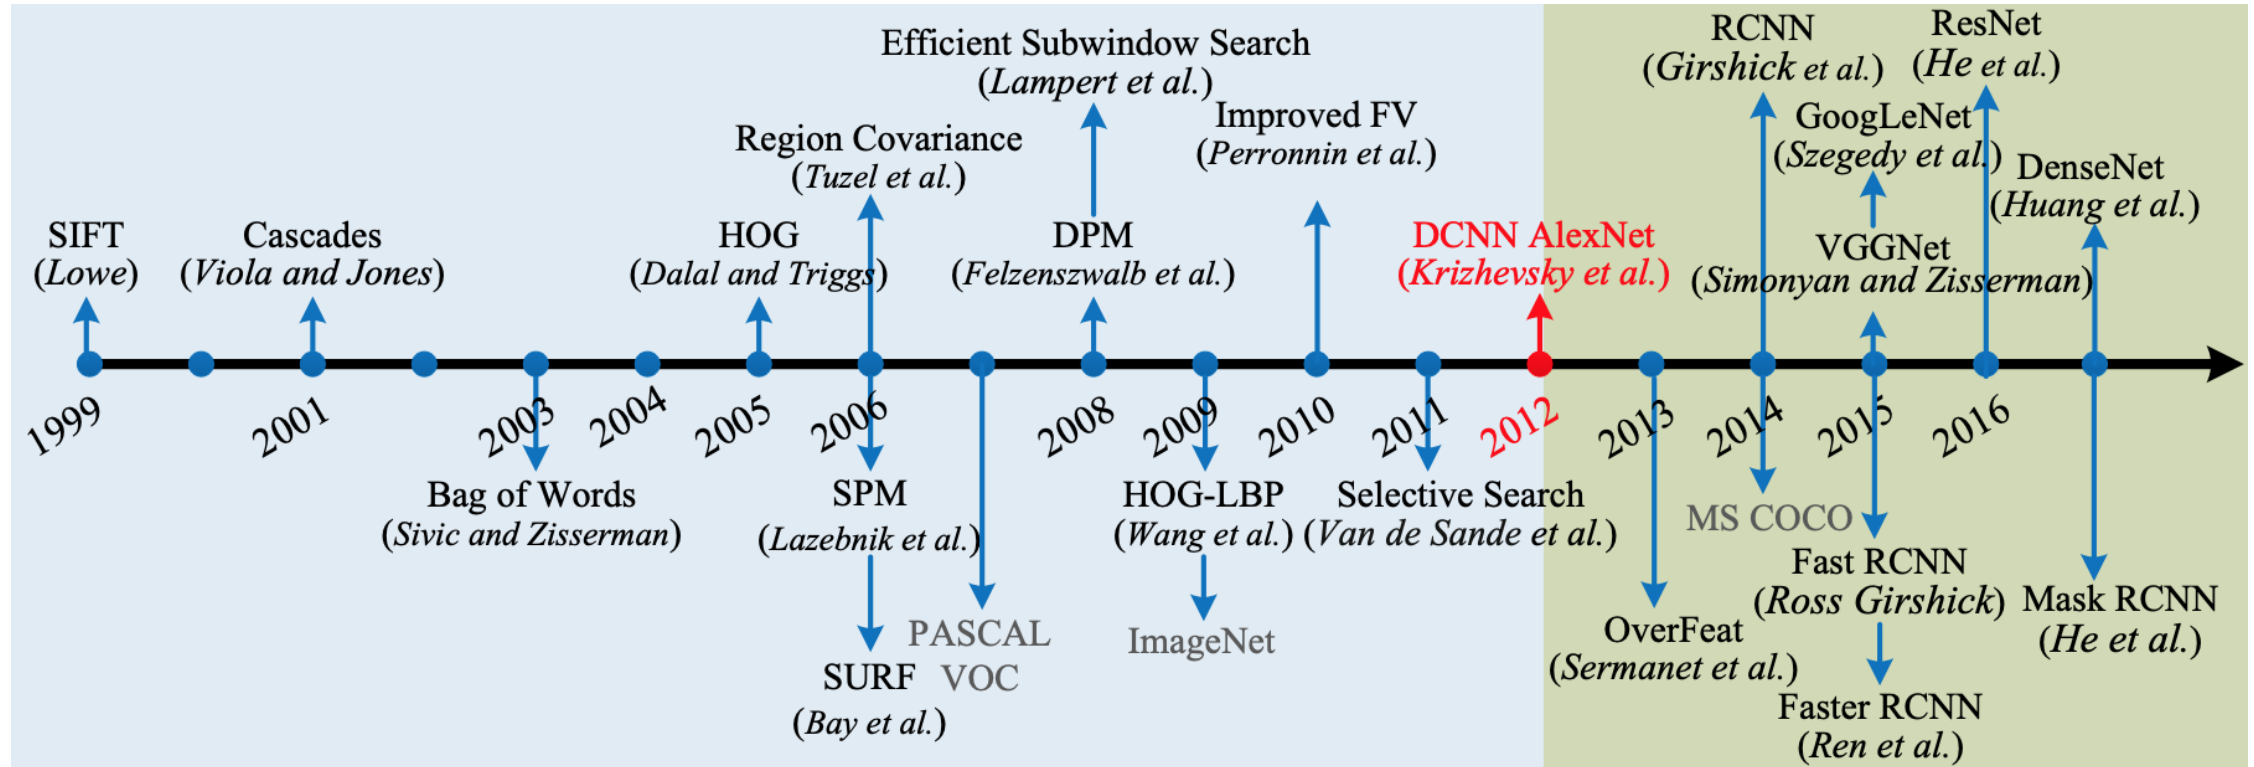 Efficient Subwindow Search
(Lampert et al.)
RCNN
(Girshick et al.)
ResNet
(He et al.)
Region Covariance
(Tuzel et al.)
Improved FV
(Perronnin et al.)
GoogLeNet
(Szegedy et al.)
DenseNet
(Huang et al.)
SIFT
(Lowe)
Cascades
(Viola and Jones)
HOG
(Dalal and Triggs)
DPM
(Felzenszwalb et al.)
DCNN AlexNet
(Krizhevsky et al.)
VGGNet
(Simonyan and Zisserman)
1999
2001
2003
2004
2005
2006
2008
2009
2010
2011
2012
2013
2014
2015
2016
Bag of Words
(Sivic and Zisserman)
SPM
(Lazebnik et al.)
SURF
(Bay et al.)
PASCAL
VOC
HOG-LBP
(Wang et al.)
ImageNet
Selective Search
(Van de Sande et al.)
OverFeat
(Sermanet et al.)
MS COCO
Fast RCNN
(Ross Girshick)
Faster RCNN
(Ren et al.)
Mask RCNN
(He et al.)